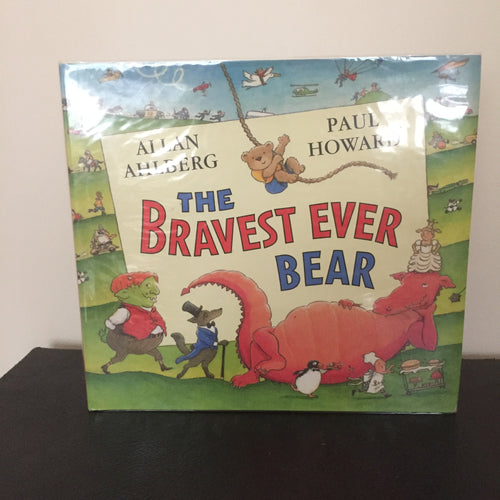 ALLAN
AHLBERG
PAUL
HOWARD
THE
BRAVEST EVER
BEAR